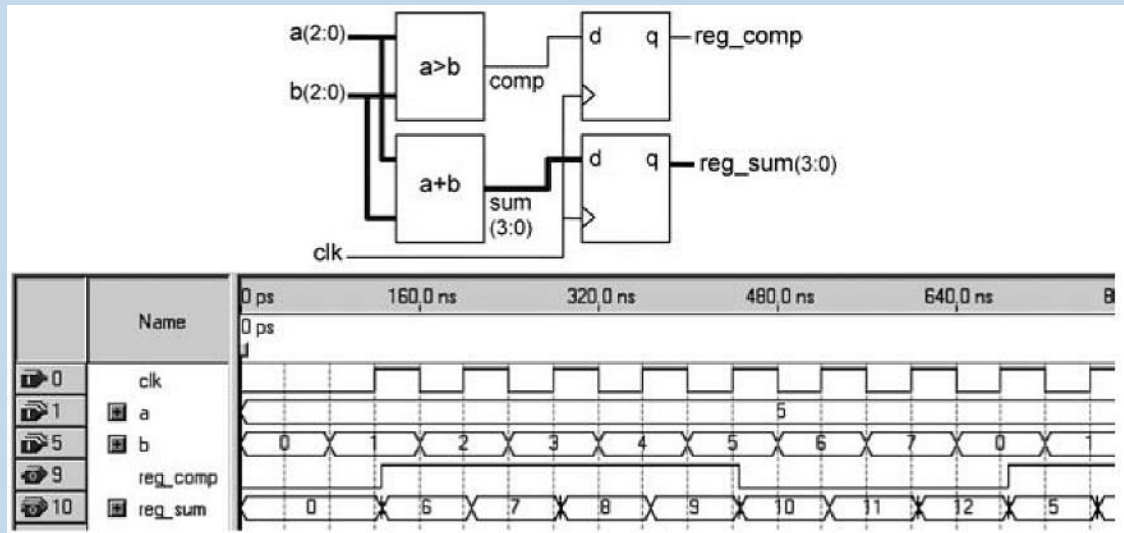 a(2:0)
b(2:0)
a>b
comp
d q
reg_comp
a+b
sum
(3:0)
d q
reg_sum(3:0)
clk
Name
0 ps 160,0 ns 320,0 ns 480,0 ns 640,0 ns 8
0 ps
0 clk
1 a 5
5 b 0 1 2 3 4 5 6 7 0 1
9 reg_comp
10 reg_sum 0 6 7 8 9 10 11 12 5